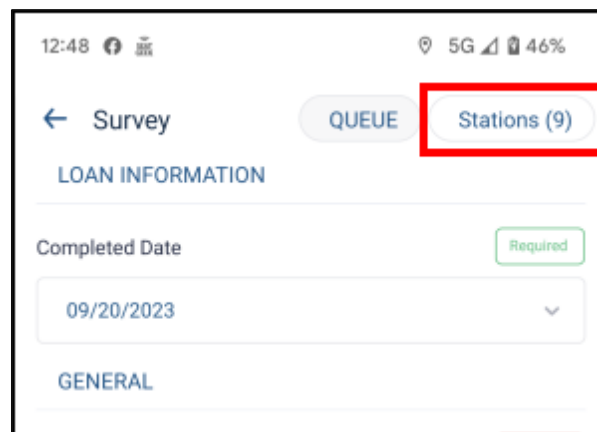 12:48 5G 46%
Survey QUEUE Stations (9)
LOAN INFORMATION
Completed Date Required
09/20/2023
GENERAL